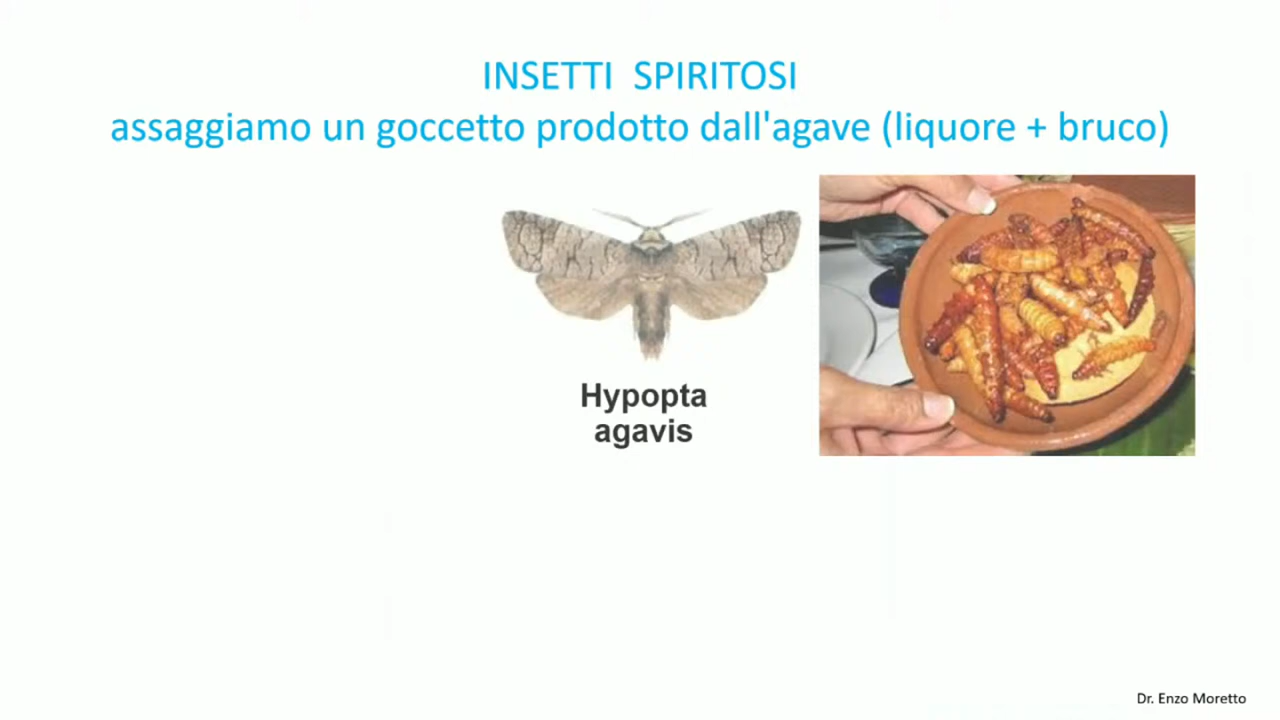 INSETTI SPIRITOSI
assaggiamo un goccetto prodotto dall'agave (liquore + bruco)
Hypopta
agavis
Dr. Enzo Moretto